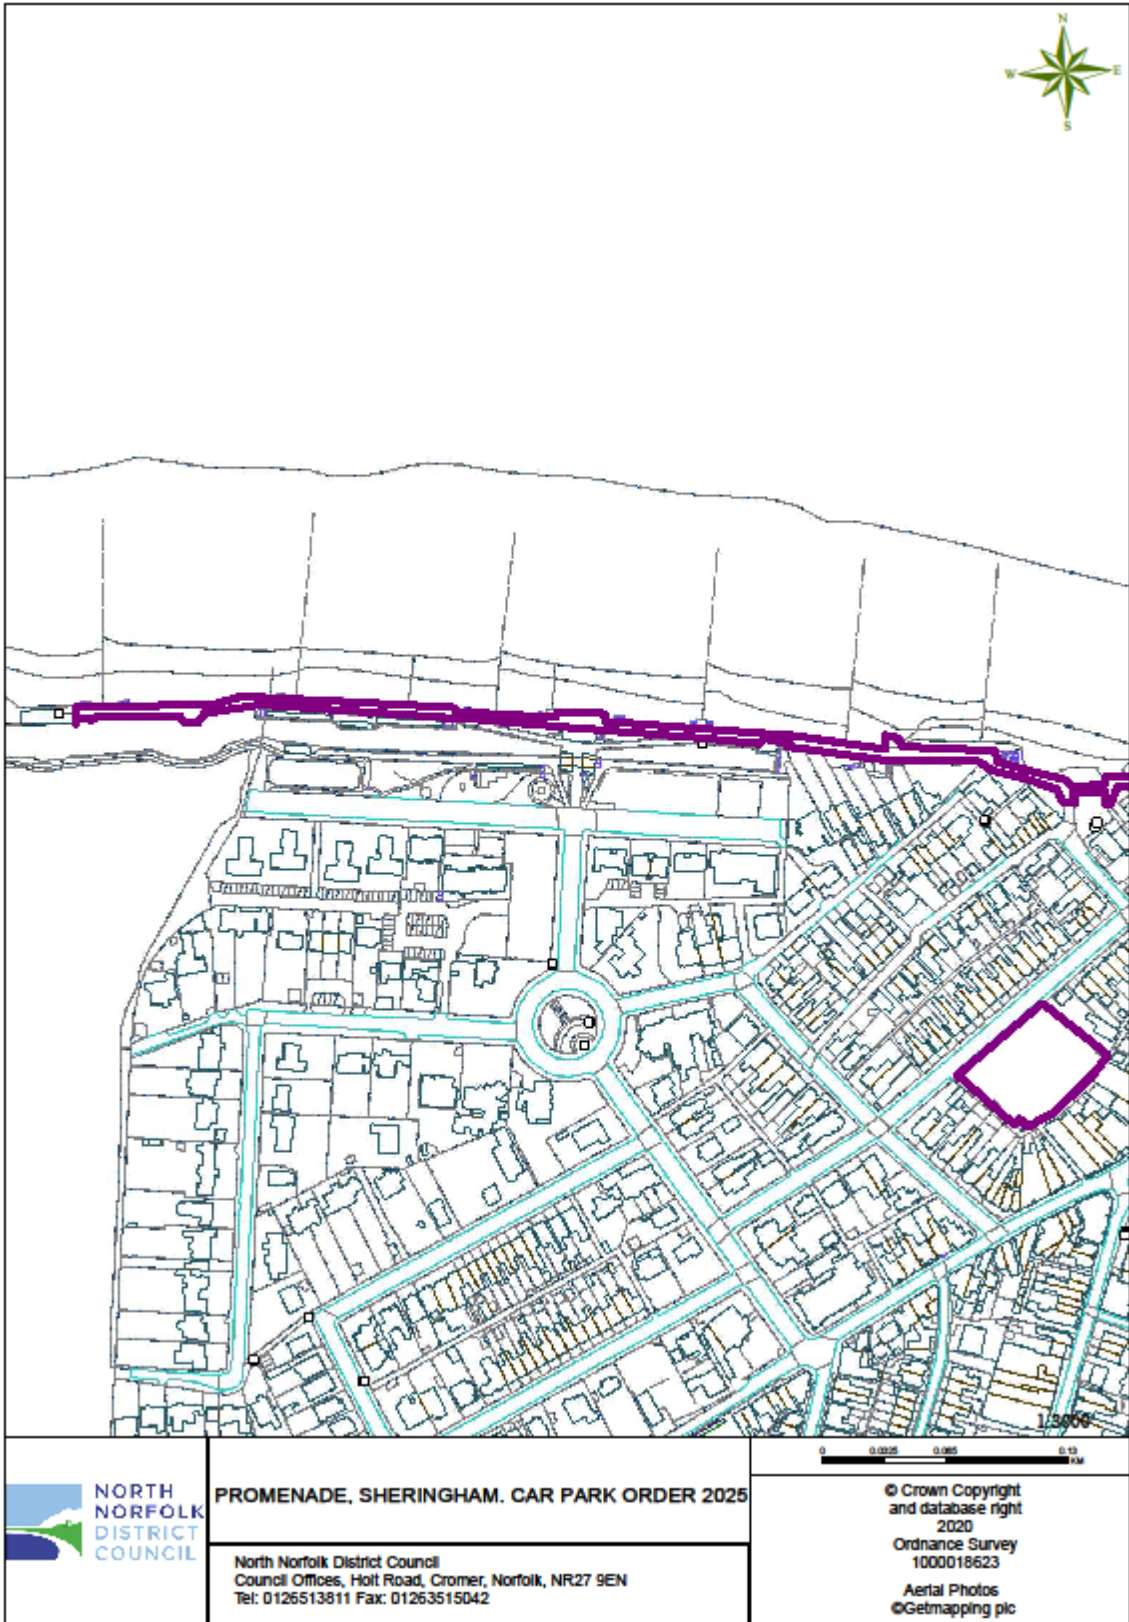 N
W E
S
1:3000
0 0.0325 0.065 0.13
KM
NORTH
NORFOLK
DISTRICT
COUNCIL
PROMENADE, SHERINGHAM. CAR PARK ORDER 2025
North Norfolk District Council
Council Offices, Holt Road, Cromer, Norfolk, NR27 9EN
Tel: 0126513811 Fax: 01263515042
© Crown Copyright
and database right
2020
Ordnance Survey
1000018623
Aerial Photos
©Getmapping plc